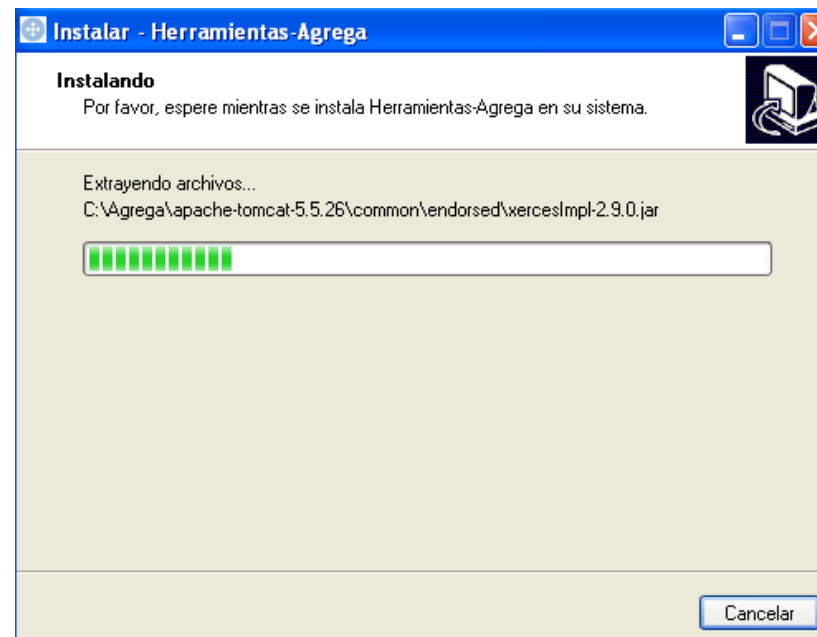 Instalar - Herramientas-Agrega
Instalando
Por favor, espere mientras se instala Herramientas-Agrega en su sistema.
Extrayendo archivos...
C:\Agrega\apache-tomcat-5.5.26\common\endorsed\xercesImpl-2.9.0.jar
Cancelar